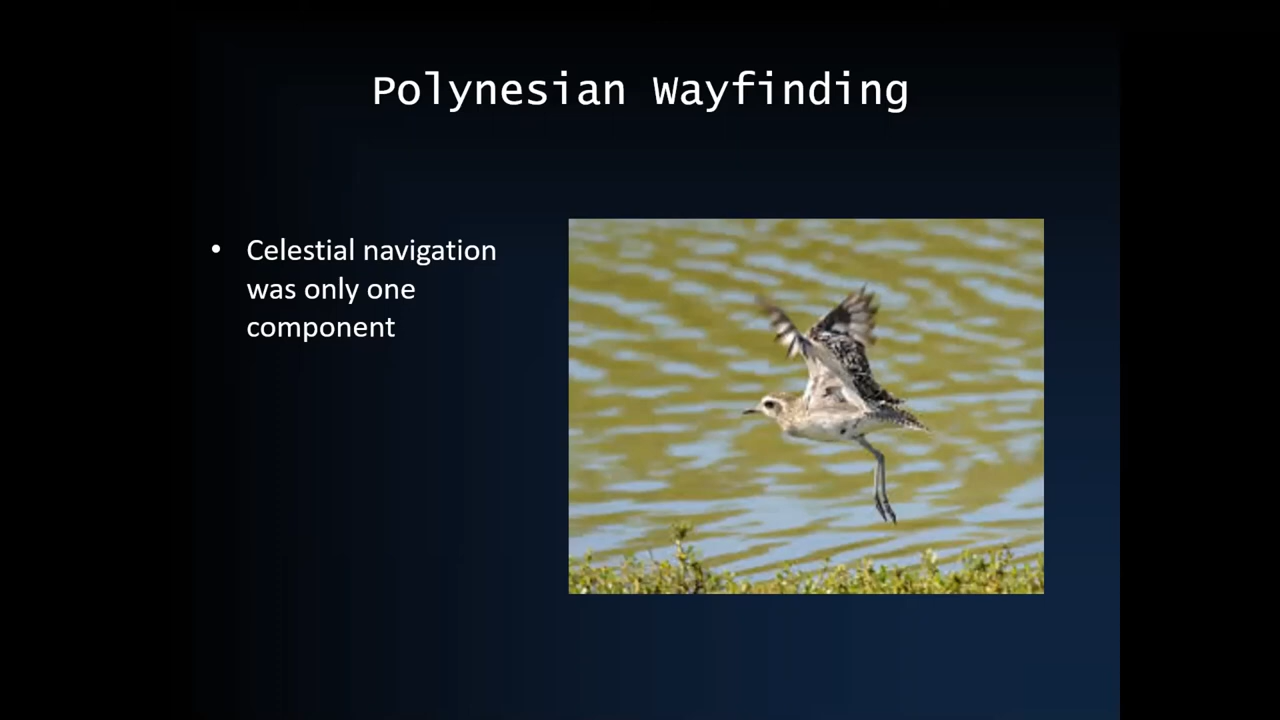 Polynesian Wayfinding
• Celestial navigation
was only one
component